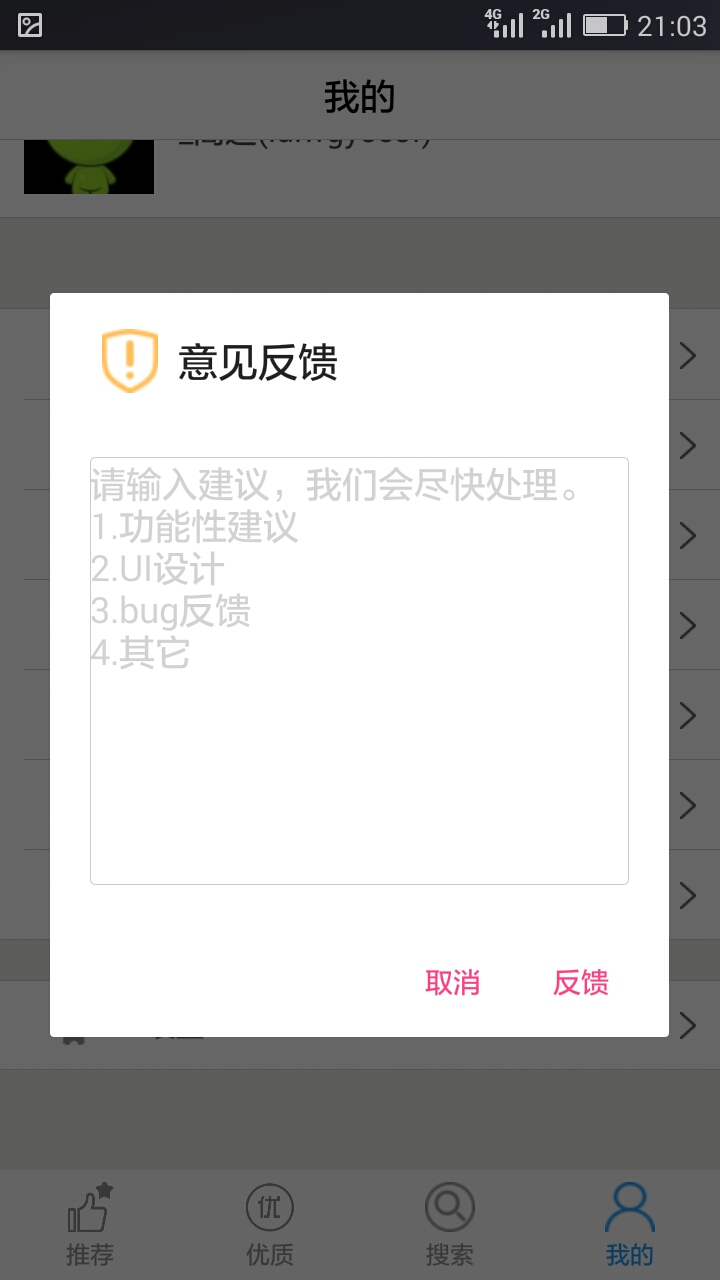 4G 2G 21:03
我的
意见反馈
请输入建议，我们会尽快处理。
1.功能性建议
2.UI设计
3.bug反馈
4.其它
取消 反馈
优
推荐 优质 搜索 我的